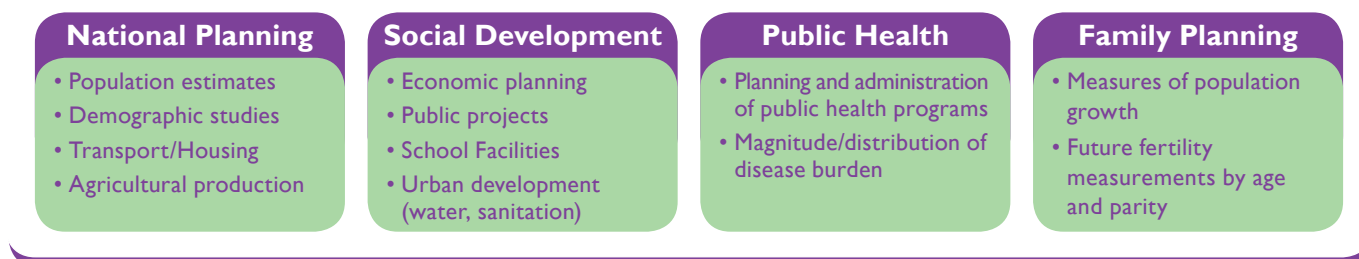 National Planning
• Population estimates
• Demographic studies
• Transport/Housing
• Agricultural production
Social Development
• Economic planning
• Public projects
• School Facilities
• Urban development
(water, sanitation)
Public Health
• Planning and administration
of public health programs
• Magnitude/distribution of
disease burden
Family Planning
• Measures of population
growth
• Future fertility
measurements by age
and parity